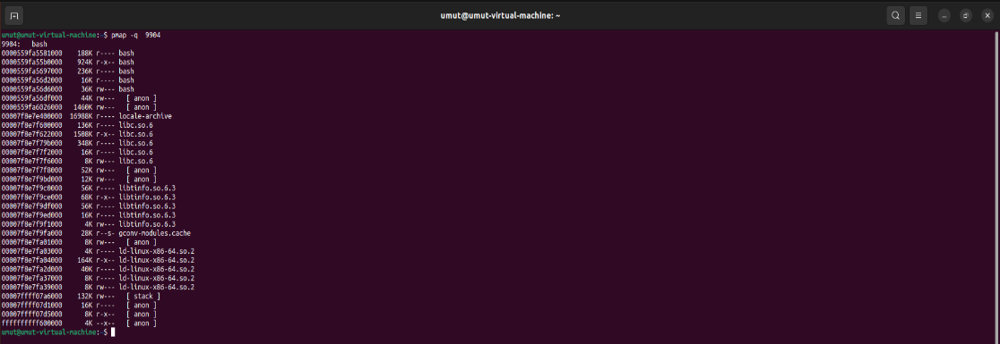 umut@umut-virtual-machine: ~
umut@umut-virtual-machine:~$ pmap -q  9904
9904:   bash
0000559fa5581000    188K r---- bash
0000559fa55b0000    924K r-x-- bash
0000559fa5697000    236K r---- bash
0000559fa56d2000     16K r---- bash
0000559fa56d6000     36K rw--- bash
0000559fa56df000     44K rw---   [ anon ]
0000559fa6026000   1460K rw---   [ anon ]
00007f8e7e400000  16988K r---- locale-archive
00007f8e7f600000    136K r---- libc.so.6
00007f8e7f622000   1508K r-x-- libc.so.6
00007f8e7f79b000    348K r---- libc.so.6
00007f8e7f7f2000     16K r---- libc.so.6
00007f8e7f7f6000      8K rw--- libc.so.6
00007f8e7f7f8000     52K rw---   [ anon ]
00007f8e7f9bd000     12K rw---   [ anon ]
00007f8e7f9c0000     56K r---- libtinfo.so.6.3
00007f8e7f9ce000     68K r-x-- libtinfo.so.6.3
00007f8e7f9df000     56K r---- libtinfo.so.6.3
00007f8e7f9ed000     16K r---- libtinfo.so.6.3
00007f8e7f9f1000      4K rw--- libtinfo.so.6.3
00007f8e7f9fa000     28K r--s- gconv-modules.cache
00007f8e7fa01000      8K rw---   [ anon ]
00007f8e7fa03000      4K r---- ld-linux-x86-64.so.2
00007f8e7fa04000    164K r-x-- ld-linux-x86-64.so.2
00007f8e7fa2d000     40K r---- ld-linux-x86-64.so.2
00007f8e7fa37000      8K r---- ld-linux-x86-64.so.2
00007f8e7fa39000      8K rw--- ld-linux-x86-64.so.2
00007ffff07a6000    132K rw---   [ stack ]
00007ffff07d1000     16K r----   [ anon ]
00007ffff07d5000      8K r-x--   [ anon ]
ffffffffff600000      4K --x--   [ anon ]
umut@umut-virtual-machine:~$